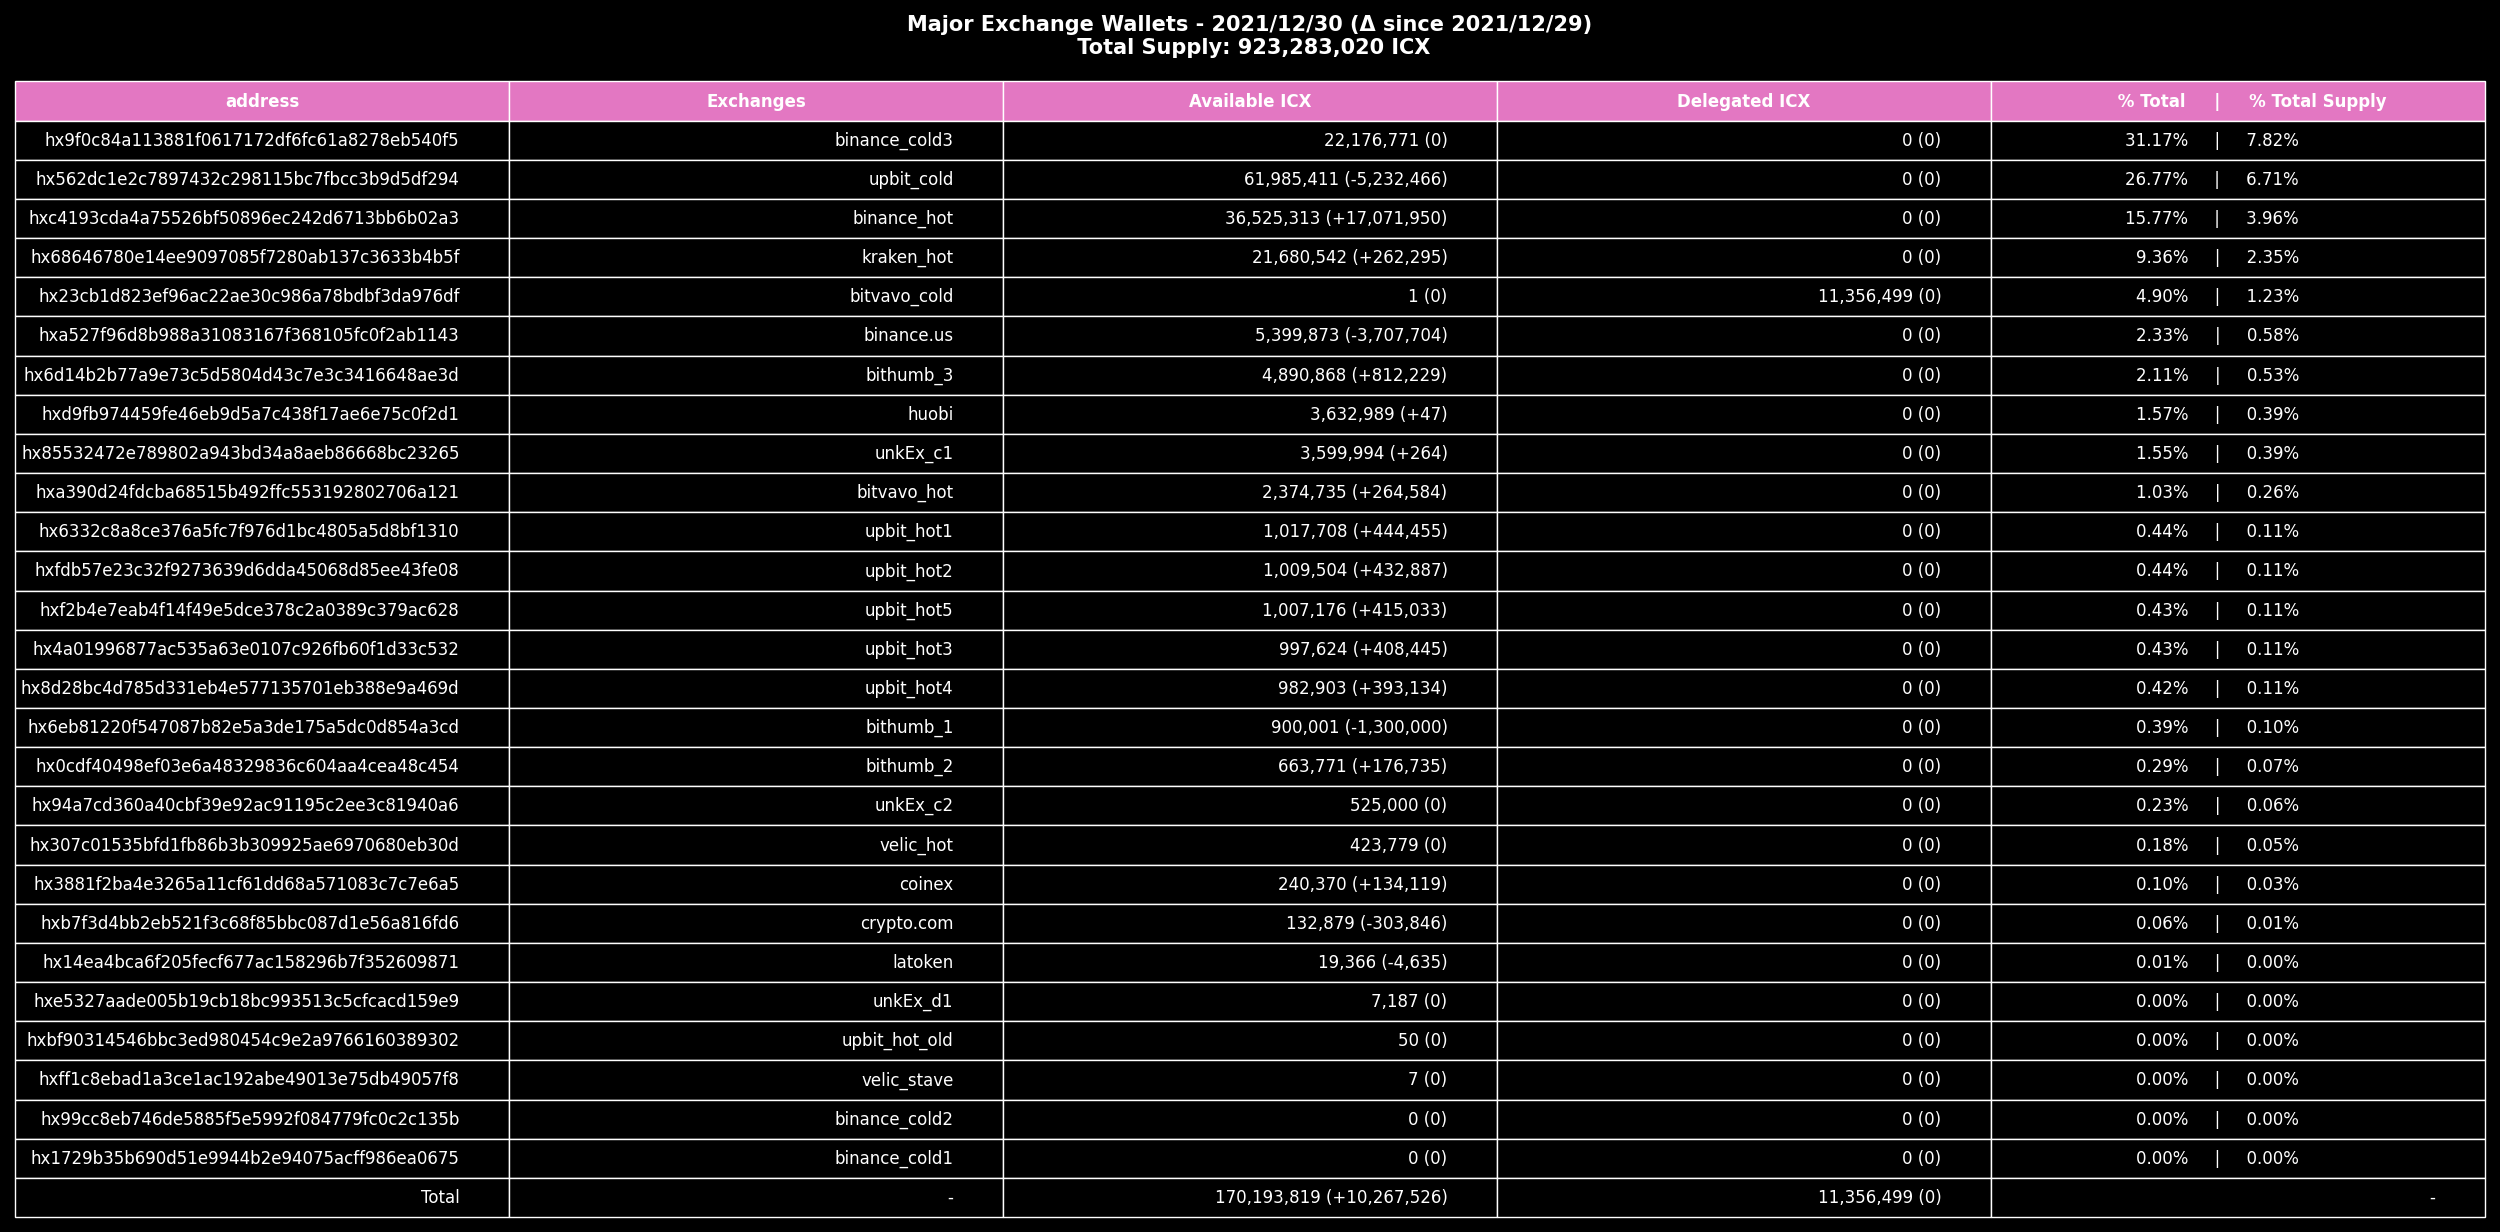 Major Exchange Wallets - 2021/12/30 (Δ since 2021/12/29)
Total Supply: 923,283,020 ICX
address Exchanges Available ICX Delegated ICX % Total | % Total Supply
hx9f0c84a113881f0617172df6fc61a8278eb540f5 binance_cold3 22,176,771 (0) 0 (0) 31.17% | 7.82%
hx562dc1e2c7897432c298115bc7fbcc3b9d5df294 upbit_cold 61,985,411 (-5,232,466) 0 (0) 26.77% | 6.71%
hxc4193cda4a75526bf50896ec242d6713bb6b02a3 binance_hot 36,525,313 (+17,071,950) 0 (0) 15.77% | 3.96%
hx68646780e14ee9097085f7280ab137c3633b4b5f kraken_hot 21,680,542 (+262,295) 0 (0) 9.36% | 2.35%
hx23cb1d823ef96ac22ae30c986a78bdbf3da976df bitvavo_cold 1 (0) 11,356,499 (0) 4.90% | 1.23%
hxa527f96d8b988a31083167f368105fc0f2ab1143 binance.us 5,399,873 (-3,707,704) 0 (0) 2.33% | 0.58%
hx6d14b2b77a9e73c5d5804d43c7e3c3416648ae3d bithumb_3 4,890,868 (+812,229) 0 (0) 2.11% | 0.53%
hxd9fb974459fe46eb9d5a7c438f17ae6e75c0f2d1 huobi 3,632,989 (+47) 0 (0) 1.57% | 0.39%
hx85532472e789802a943bd34a8aeb86668bc23265 unkEx_c1 3,599,994 (+264) 0 (0) 1.55% | 0.39%
hxa390d24fdcba68515b492ffc553192802706a121 bitvavo_hot 2,374,735 (+264,584) 0 (0) 1.03% | 0.26%
hx6332c8a8ce376a5fc7f976d1bc4805a5d8bf1310 upbit_hot1 1,017,708 (+444,455) 0 (0) 0.44% | 0.11%
hxfdb57e23c32f9273639d6dda45068d85ee43fe08 upbit_hot2 1,009,504 (+432,887) 0 (0) 0.44% | 0.11%
hxf2b4e7eab4f14f49e5dce378c2a0389c379ac628 upbit_hot5 1,007,176 (+415,033) 0 (0) 0.43% | 0.11%
hx4a01996877ac535a63e0107c926fb60f1d33c532 upbit_hot3 997,624 (+408,445) 0 (0) 0.43% | 0.11%
hx8d28bc4d785d331eb4e577135701eb388e9a469d upbit_hot4 982,903 (+393,134) 0 (0) 0.42% | 0.11%
hx6eb81220f547087b82e5a3de175a5dc0d854a3cd bithumb_1 900,001 (-1,300,000) 0 (0) 0.39% | 0.10%
hx0cdf40498ef03e6a48329836c604aa4cea48c454 bithumb_2 663,771 (+176,735) 0 (0) 0.29% | 0.07%
hx94a7cd360a40cbf39e92ac91195c2ee3c81940a6 unkEx_c2 525,000 (0) 0 (0) 0.23% | 0.06%
hx307c01535bfd1fb86b3b309925ae6970680eb30d velic_hot 423,779 (0) 0 (0) 0.18% | 0.05%
hx3881f2ba4e3265a11cf61dd68a571083c7c7e6a5 coinex 240,370 (+134,119) 0 (0) 0.10% | 0.03%
hxb7f3d4bb2eb521f3c68f85bbc087d1e56a816fd6 crypto.com 132,879 (-303,846) 0 (0) 0.06% | 0.01%
hx14ea4bca6f205fecf677ac158296b7f352609871 latoken 19,366 (-4,635) 0 (0) 0.01% | 0.00%
hxe5327aade005b19cb18bc993513c5cfcacd159e9 unkEx_d1 7,187 (0) 0 (0) 0.00% | 0.00%
hxbf90314546bbc3ed980454c9e2a9766160389302 upbit_hot_old 50 (0) 0 (0) 0.00% | 0.00%
hxff1c8ebad1a3ce1ac192abe49013e75db49057f8 velic_stave 7 (0) 0 (0) 0.00% | 0.00%
hx99cc8eb746de5885f5e5992f084779fc0c2c135b binance_cold2 0 (0) 0 (0) 0.00% | 0.00%
hx1729b35b690d51e9944b2e94075acff986ea0675 binance_cold1 0 (0) 0 (0) 0.00% | 0.00%
Total - 170,193,819 (+10,267,526) 11,356,499 (0) -